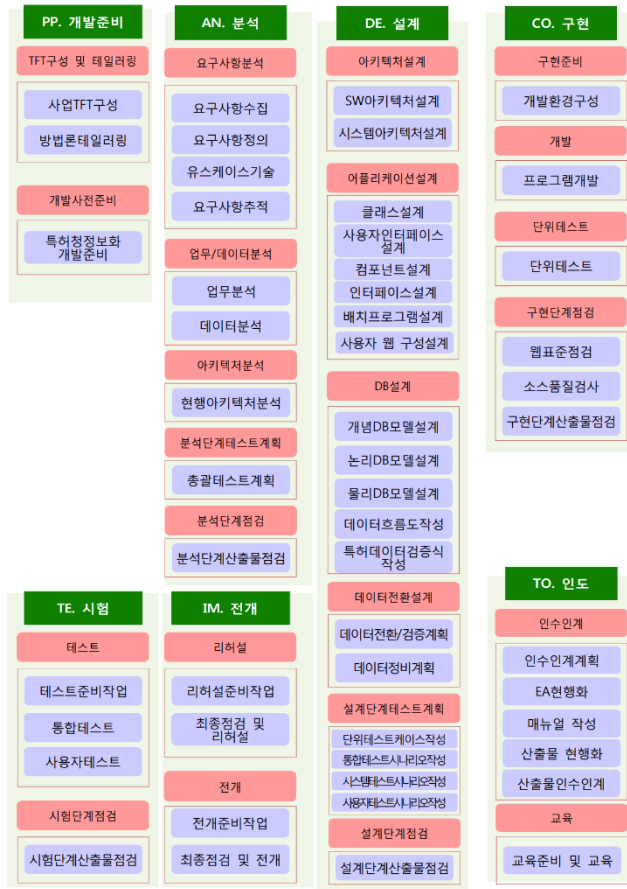 PP. 개발준비
TFT구성 및 테일러링
사업TFT구성
방법론테일러링
개발사전준비
특허청정보화
개발준비
AN. 분석
요구사항분석
요구사항수집
요구사항정의
유스케이스기술
요구사항추적
업무/데이터분석
업무분석
데이터분석
아키텍처분석
현행아키텍처분석
분석단계테스트계획
총괄테스트계획
분석단계점검
분석단계산출물점검
DE. 설계
아키텍처설계
SW아키텍처설계
시스템아키텍처설계
어플리케이션설계
클래스설계
사용자인터페이스
설계
컴포넌트설계
인터페이스설계
배치프로그램설계
사용자 웹 구성설계
DB설계
개념DB모델설계
논리DB모델설계
물리DB모델설계
데이터흐름도작성
특허데이터검증식
작성
데이터전환설계
데이터전환/검증계획
데이터정비계획
설계단계테스트계획
단위테스트케이스작성
통합테스트시나리오작성
시스템테스트시나리오작성
사용자테스트시나리오작성
설계단계점검
설계단계산출물점검
CO. 구현
구현준비
개발환경구성
개발
프로그램개발
단위테스트
단위테스트
구현단계점검
웹표준점검
소스품질검사
구현단계산출물점검
TE. 시험
테스트
테스트준비작업
통합테스트
사용자테스트
시험단계점검
시험단계산출물점검
IM. 전개
리허설
리허설준비작업
최종점검 및
리허설
전개
전개준비작업
최종점검 및 전개
TO. 인도
인수인계
인수인계계획
EA현행화
매뉴얼 작성
산출물 현행화
산출물인수인계
교육
교육준비 및 교육